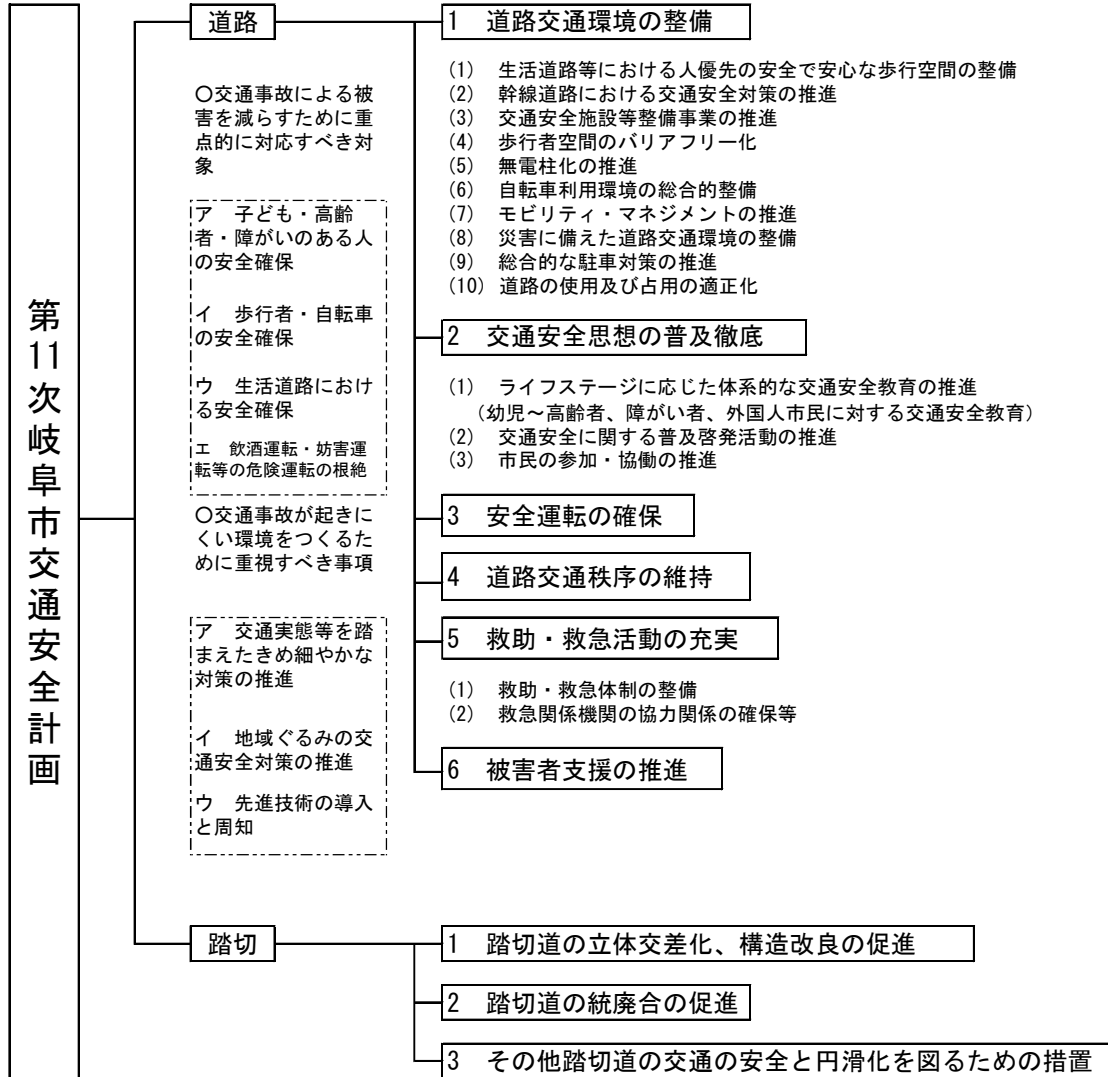 第11次岐阜市交通安全計画
道路
〇交通事故による被
害を減らすために重
点的に対応すべき対
象
ア　子ども・高齢
者・障がいのある人
の安全確保
イ　歩行者・自転車
の安全確保
ウ　生活道路におけ
る安全確保
エ　飲酒運転・妨害運
転等の危険運転の根絶
〇交通事故が起きに
くい環境をつくるた
めに重視すべき事項
ア　交通実態等を踏
まえたきめ細やかな
対策の推進
イ　地域ぐるみの交
通安全対策の推進
ウ　先進技術の導入
と周知
1　道路交通環境の整備
(1)　生活道路等における人優先の安全で安心な歩行空間の整備
(2)　幹線道路における交通安全対策の推進
(3)　交通安全施設等整備事業の推進
(4)　歩行者空間のバリアフリー化
(5)　無電柱化の推進
(6)　自転車利用環境の総合的整備
(7)　モビリティ・マネジメントの推進
(8)　災害に備えた道路交通環境の整備
(9)　総合的な駐車対策の推進
(10)　道路の使用及び占用の適正化
2　交通安全思想の普及徹底
(1)　ライフステージに応じた体系的な交通安全教育の推進
（幼児～高齢者、障がい者、外国人市民に対する交通安全教育）
(2)　交通安全に関する普及啓発活動の推進
(3)　市民の参加・協働の推進
3　安全運転の確保
4　道路交通秩序の維持
5　救助・救急活動の充実
(1)　救助・救急体制の整備
(2)　救急関係機関の協力関係の確保等
6　被害者支援の推進
踏切
1　踏切道の立体交差化、構造改良の促進
2　踏切道の統廃合の促進
3　その他踏切道の交通の安全と円滑化を図るための措置